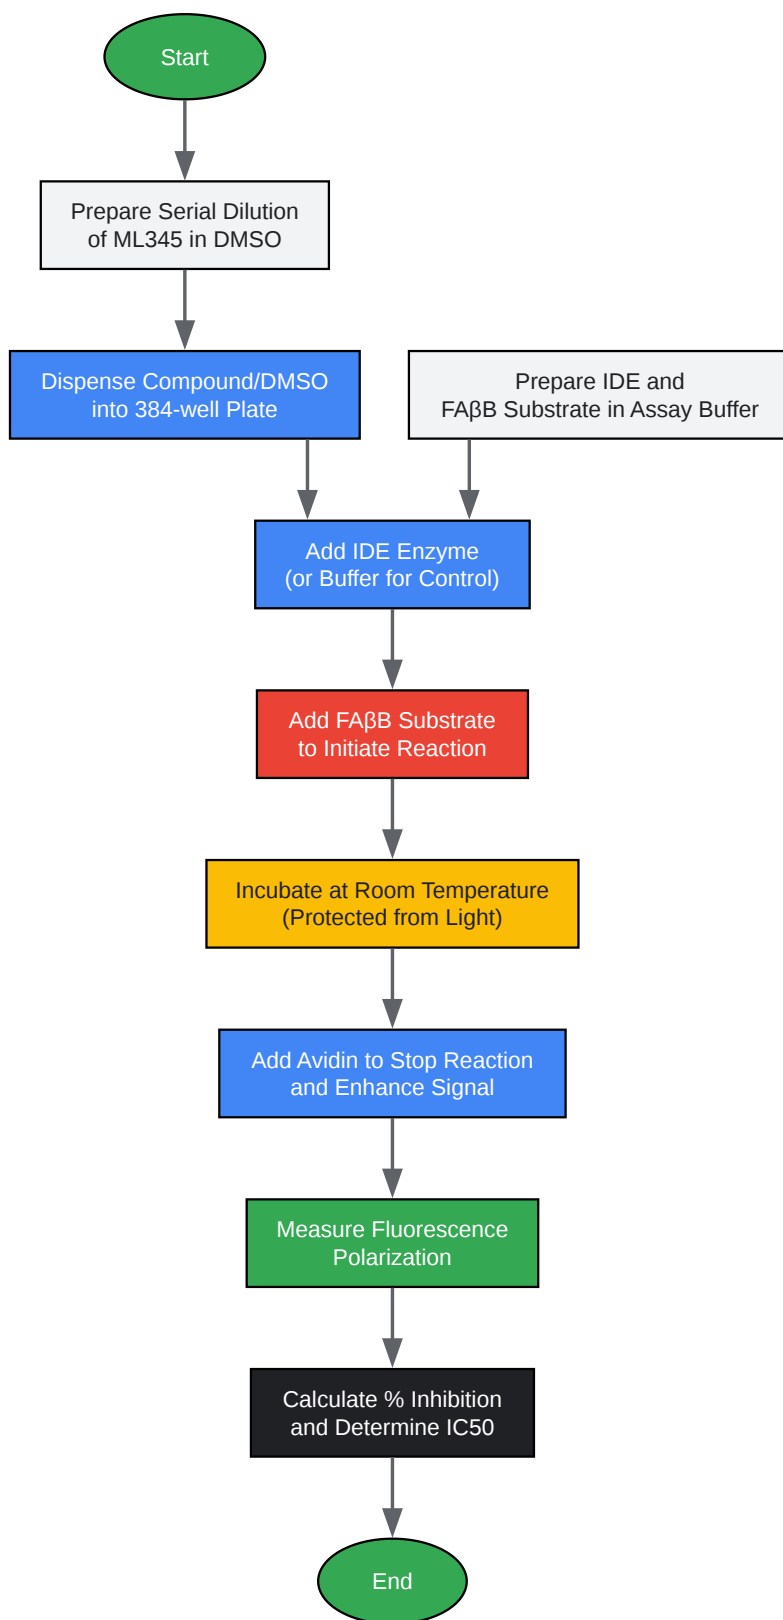 Start
Prepare Serial Dilution
of ML345 in DMSO
Dispense Compound/DMSO
into 384-well Plate
Prepare IDE and
FAβB Substrate in Assay Buffer
Add IDE Enzyme
(or Buffer for Control)
Add FAβB Substrate
to Initiate Reaction
Incubate at Room Temperature
(Protected from Light)
Add Avidin to Stop Reaction
and Enhance Signal
Measure Fluorescence
Polarization
Calculate % Inhibition
and Determine IC50
End